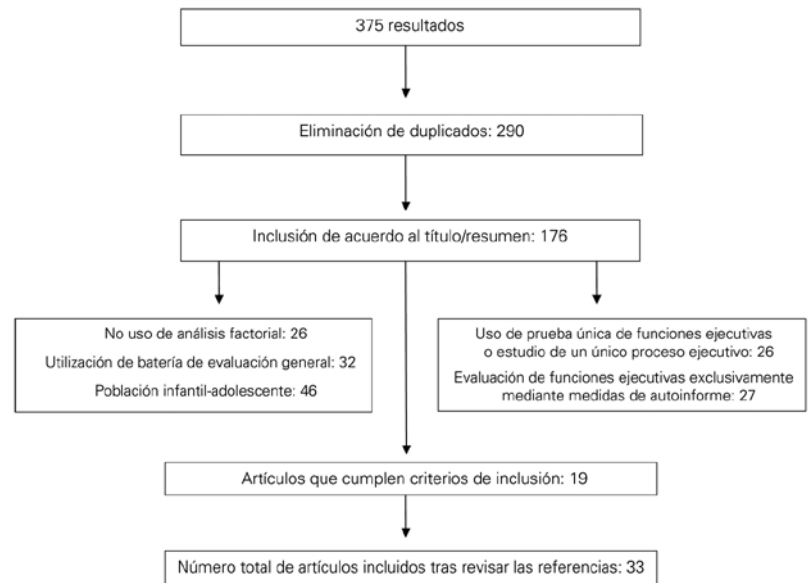 375 resultados
Eliminación de duplicados: 290
Inclusión de acuerdo al título/resumen: 176
No uso de análisis factorial: 26
Utilización de batería de evaluación general: 32
Población infantil-adolescente: 46
Uso de prueba única de funciones ejecutivas
o estudio de un único proceso ejecutivo: 26
Evaluación de funciones ejecutivas exclusivamente
mediante medidas de autoinforme: 27
Artículos que cumplen criterios de inclusión: 19
Número total de artículos incluidos tras revisar las referencias: 33